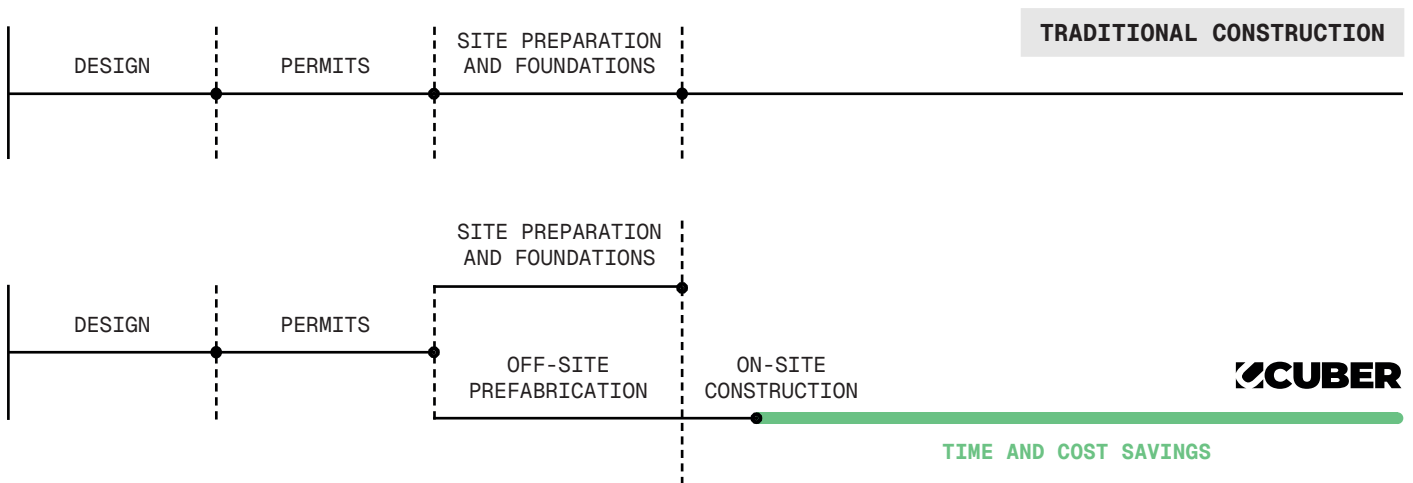 TRADITIONAL CONSTRUCTION
DESIGN
PERMITS
SITE PREPARATION
AND FOUNDATIONS
SITE PREPARATION
AND FOUNDATIONS
DESIGN
PERMITS
OFF-SITE
PREFABRICATION
ON-SITE
CONSTRUCTION
CUBER
TIME AND COST SAVINGS